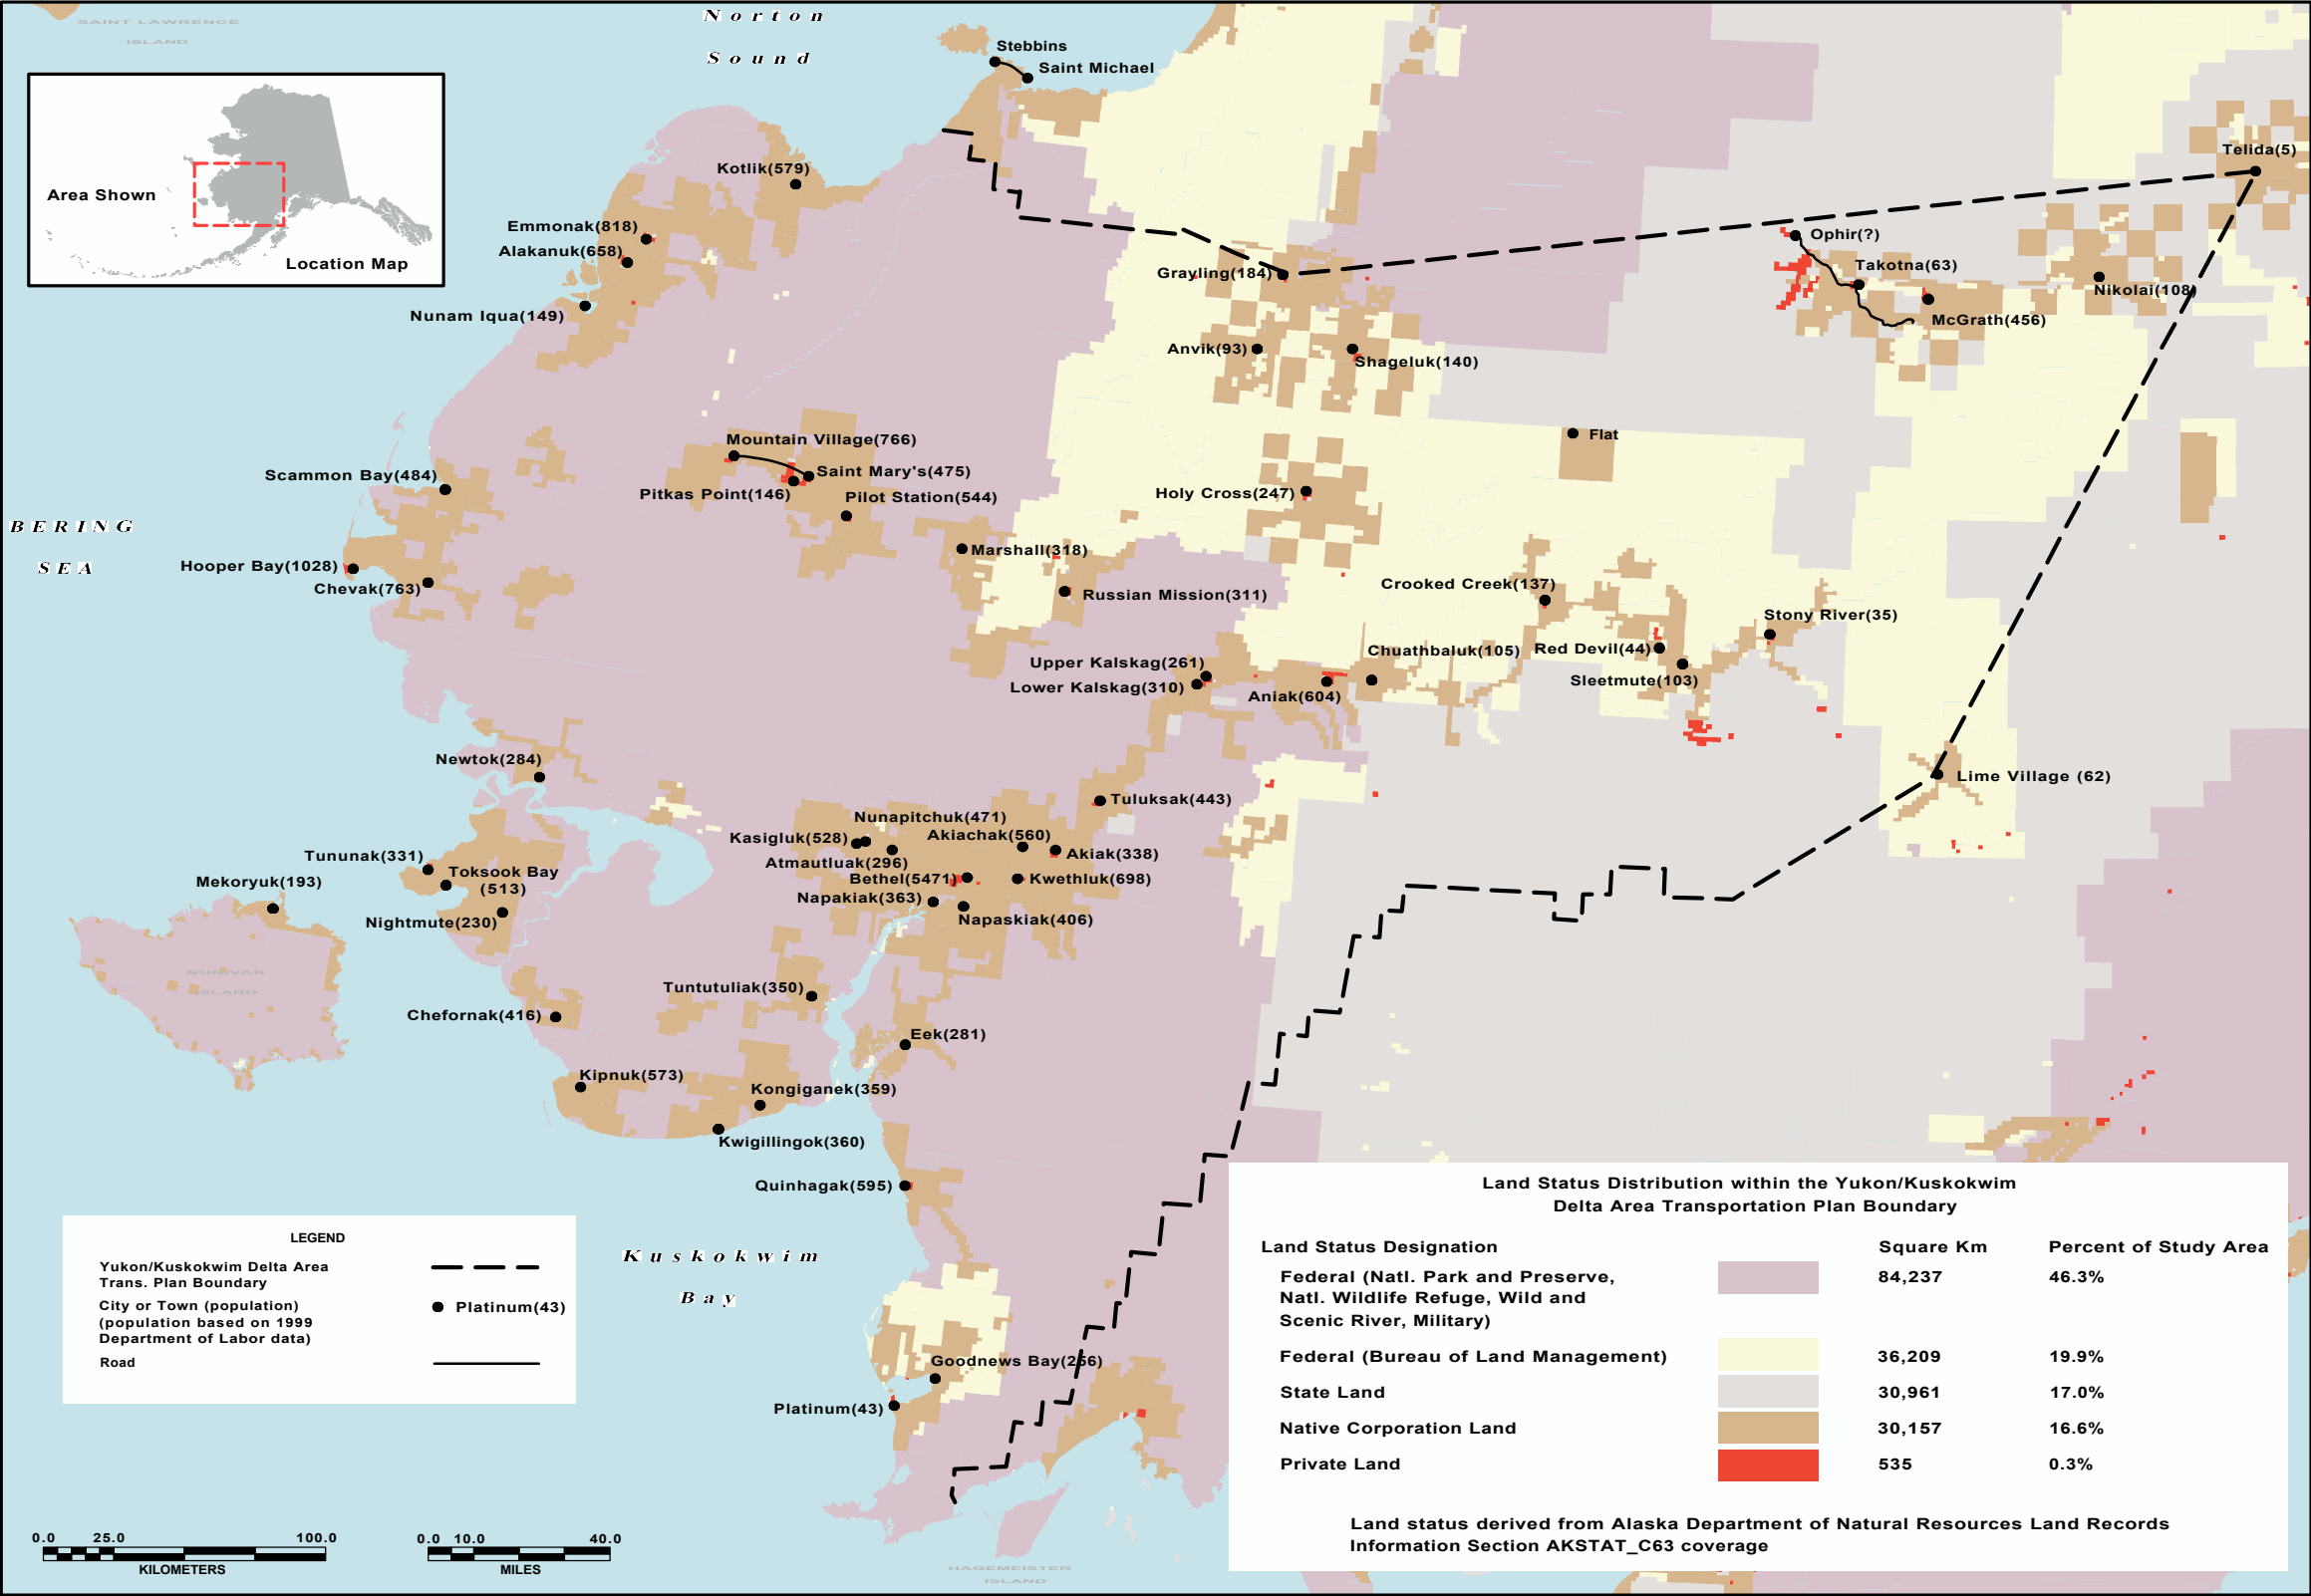 SAINT LAWRENCE
ISLAND
Norton
Sound
Stebbins
Saint Michael
Area Shown
Location Map
Kotlik(579)
Emmonak(818)
Alakanuk(658)
Nunam Iqua(149)
Grayling(184)
Anvik(93)
Shageluk(140)
Telida(5)
Ophir(?)
Takotna(63)
Nikolai(108)
McGrath(456)
Flat
Mountain Village(766)
Saint Mary's(475)
Pitkas Point(146)
Pilot Station(544)
Scammon Bay(484)
Holy Cross(247)
BERING
SEA
Hooper Bay(1028)
Chevak(763)
Marshall(318)
Russian Mission(311)
Crooked Creek(137)
Stony River(35)
Chuathbaluk(105)
Red Devil(44)
Sleetmute(103)
Upper Kalskag(261)
Lower Kalskag(310)
Aniak(604)
Newtok(284)
Lime Village (62)
Tuluksak(443)
Nunapitchuk(471)
Kasigluk(528)
Akiachak(560)
Akiak(338)
Atmautluak(296)
Bethel(5471)
Kwethluk(698)
Napakiak(363)
Napaskiak(406)
Tununak(331)
Toksook Bay
(513)
Mekoryuk(193)
Nightmute(230)
NUNIVAK
ISLAND
Tuntutuliak(350)
Chefornak(416)
Eek(281)
Kipnuk(573)
Kongiganek(359)
Kwigillingok(360)
Quinhagak(595)
Kuskokwim
Bay
Goodnews Bay(256)
Platinum(43)
HAGEMEISTER
ISLAND
LEGEND
Yukon/Kuskokwim Delta Area
Trans. Plan Boundary
City or Town (population)
(population based on 1999
Department of Labor data)
Platinum(43)
Road
0.0 25.0 100.0
KILOMETERS
0.0 10.0 40.0
MILES
Land Status Distribution within the Yukon/Kuskokwim
Delta Area Transportation Plan Boundary
Land Status Designation Square Km Percent of Study Area
Federal (Natl. Park and Preserve, 84,237 46.3%
Natl. Wildlife Refuge, Wild and
Scenic River, Military)
Federal (Bureau of Land Management) 36,209 19.9%
State Land 30,961 17.0%
Native Corporation Land 30,157 16.6%
Private Land 535 0.3%
Land status derived from Alaska Department of Natural Resources Land Records
Information Section AKSTAT_C63 coverage